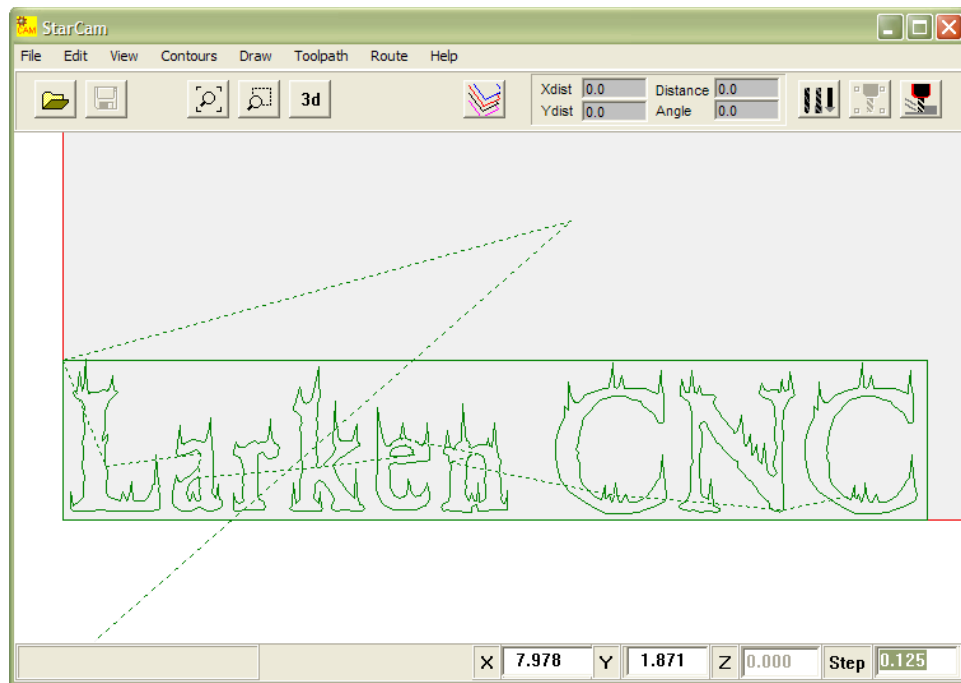 CAM StarCam
File Edit View Contours Draw Toolpath Route Help
3d
Xdist 0.0 Distance 0.0
Ydist 0.0 Angle 0.0
Larken CNC
X 7.978 Y 1.871 Z 0.000 Step 0.125